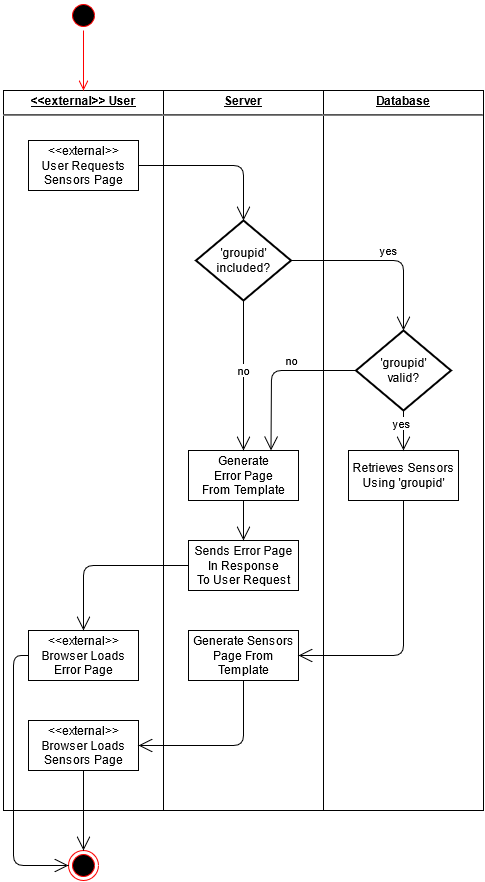 <<external>> User
Server
Database
<<external>>
User Requests
Sensors Page
'groupid'
included?
yes
no
no
'groupid'
valid?
yes
Generate
Error Page
From Template
Retrieves Sensors
Using 'groupid'
Sends Error Page
In Response
To User Request
<<external>>
Browser Loads
Error Page
Generate Sensors
Page From
Template
<<external>>
Browser Loads
Sensors Page